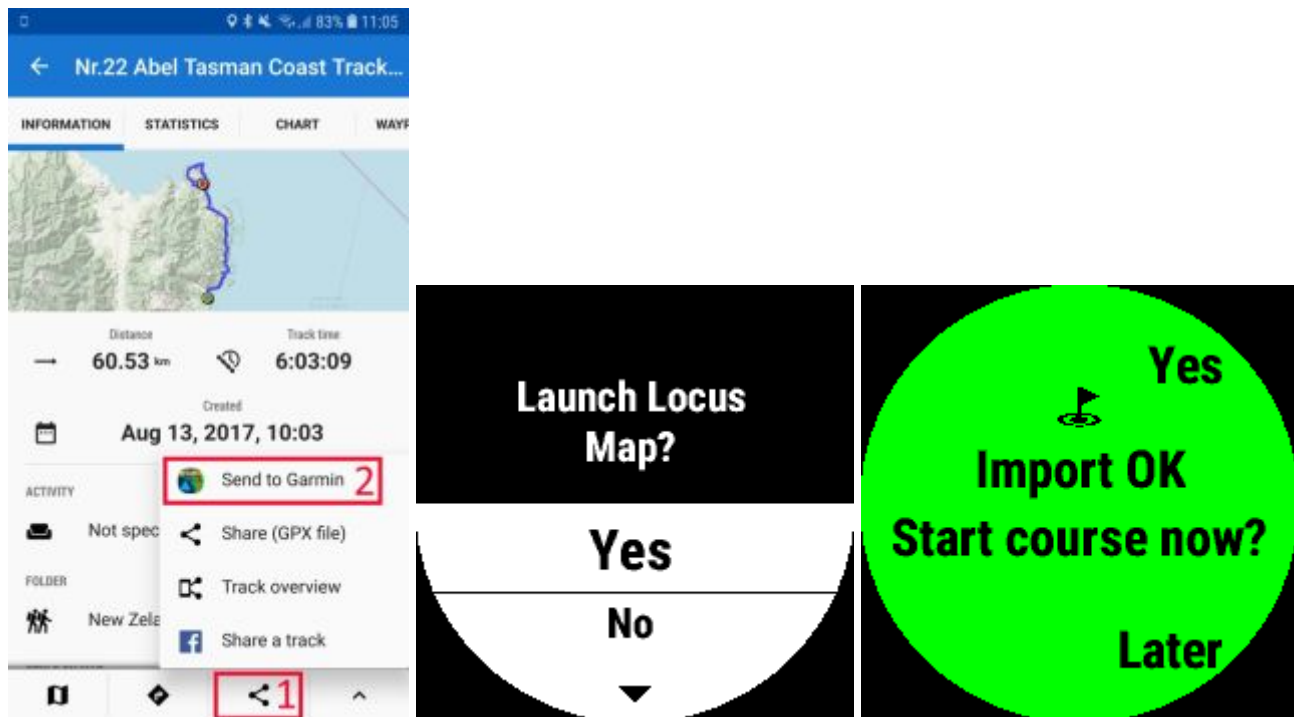 83% 11:05
Nr.22 Abel Tasman Coast Track...
INFORMATION STATISTICS CHART WAYP
Distance Track time
60.53 km 6:03:09
Created
Aug 13, 2017, 10:03
Send to Garmin 2
ACTIVITY
Not spec
Share (GPX file)
FOLDER
Track overview
New Zela
Share a track
1
Launch Locus
Map?
Yes
No
Yes
Import OK
Start course now?
Later